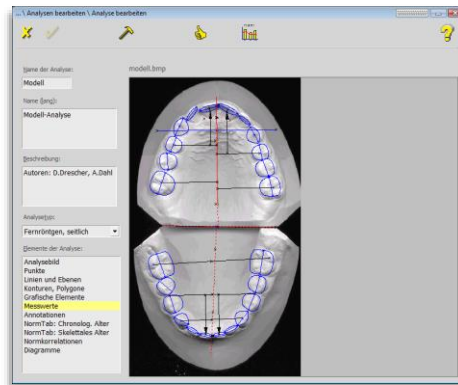 ... \ Analysen bearbeiten \ Analyse bearbeiten
Name der Analyse:
modell.bmp
Modell
Name (lang):
Modell-Analyse
Beschreibung:
Autoren: D.Drescher, A.Dahl
Analysetyp:
Fernröntgen, seitlich
Elemente der Analyse:
Analysebild
Punkte
Linien und Ebenen
Konturen, Polygone
Grafische Elemente
Messwerte
Annotationen
NormTab: Chronolog. Alter
NormTab: Skelettales Alter
Normkorrelationen
Diagramme